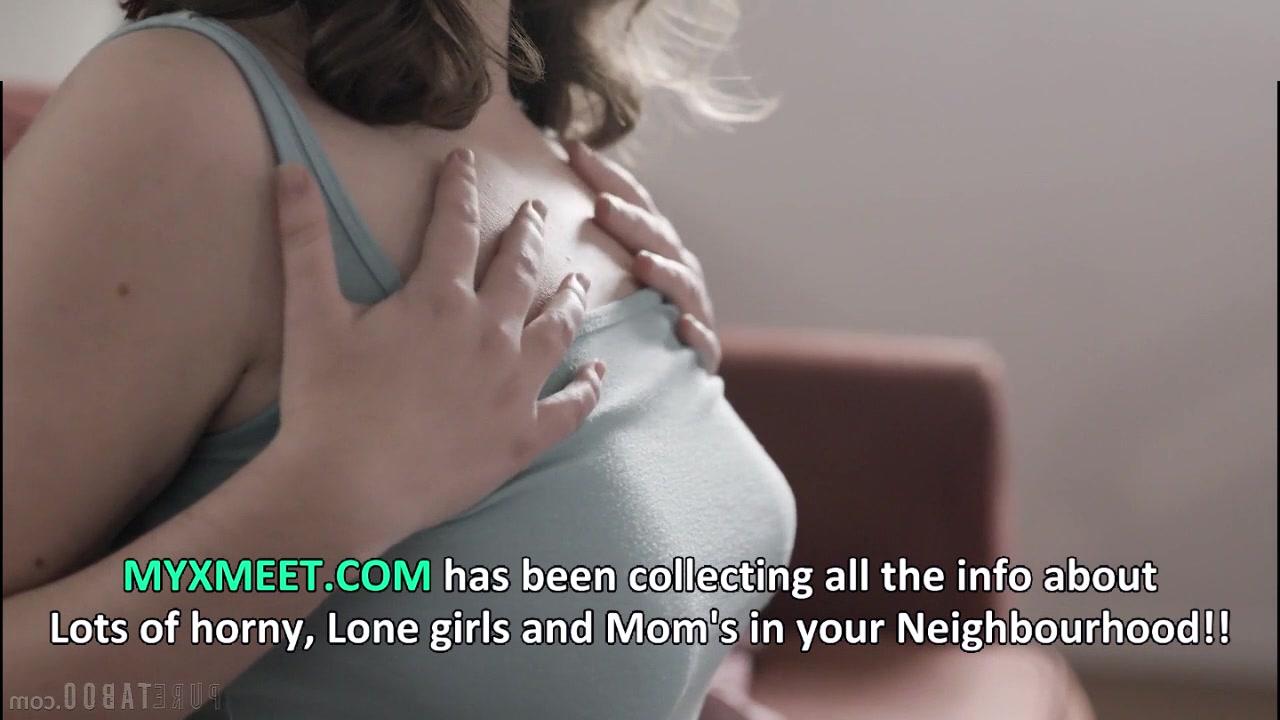 MYXMEET.COM has been collecting all the info about
Lots of horny, Lone girls and Mom's in your Neighbourhood!!
PURETABOO.com